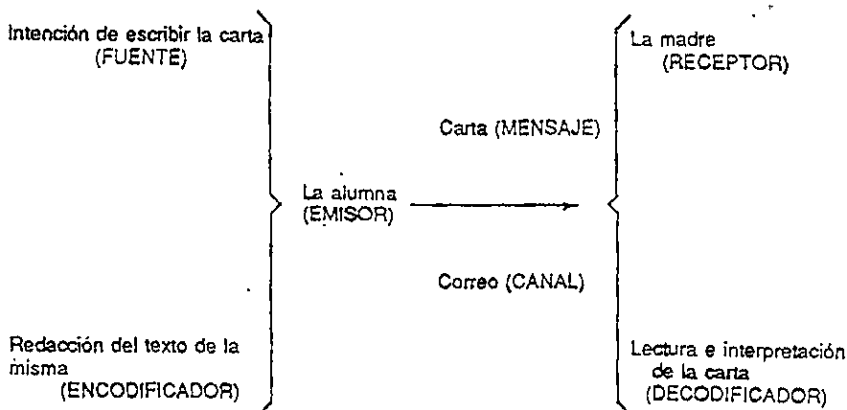 Intención de escribir la carta
(FUENTE)
La madre
(RECEPTOR)
Carta (MENSAJE)
La alumna
(EMISOR)
Correo (CANAL)
Redacción del texto de la
misma
(ENCODIFICADOR)
Lectura e interpretación
de la carta
(DECODIFICADOR)